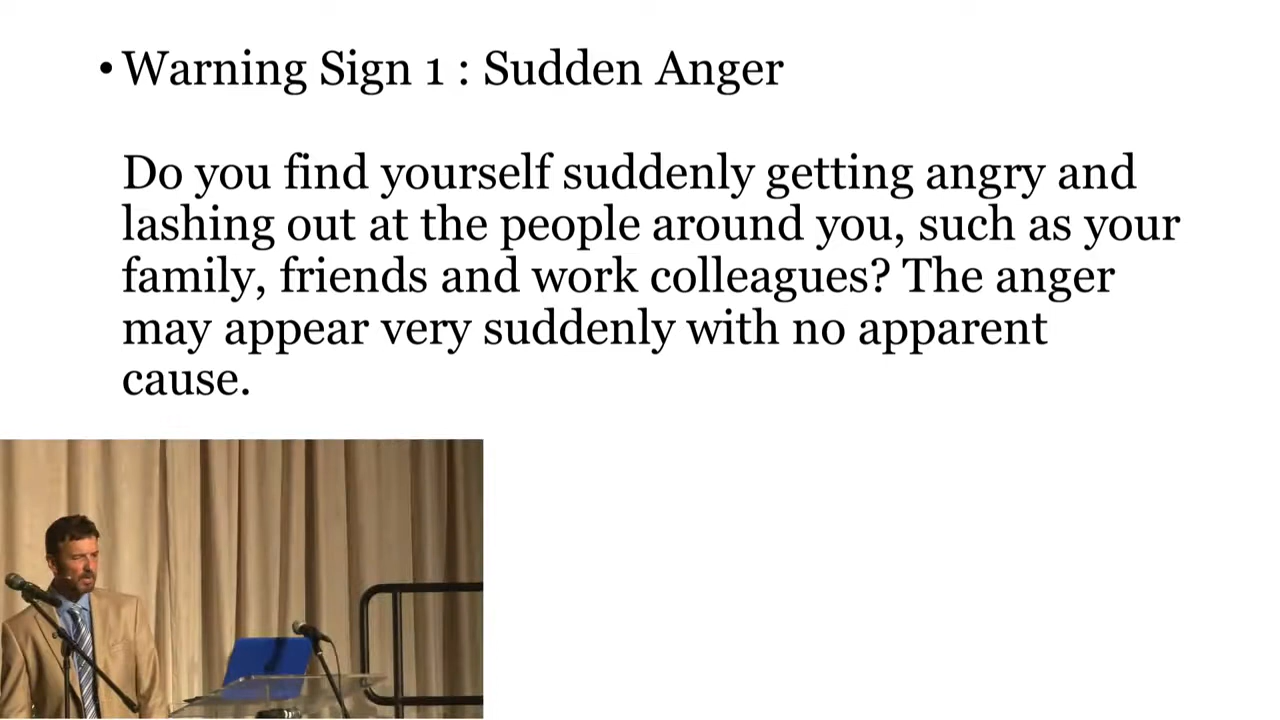 • Warning Sign 1 : Sudden Anger
Do you find yourself suddenly getting angry and
lashing out at the people around you, such as your
family, friends and work colleagues? The anger
may appear very suddenly with no apparent
cause.